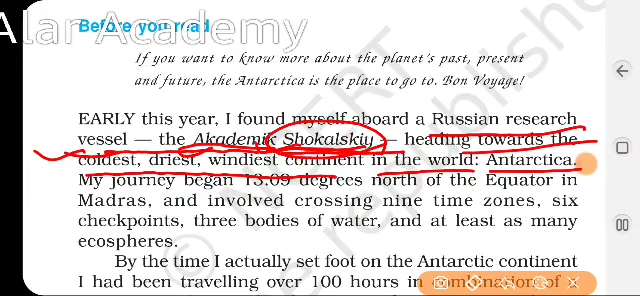 Before you read
Alar Academy
If you want to know more about the planet's past, present
and future, the Antarctica is the place to go to. Bon Voyage!
EARLY this year, I found myself aboard a Russian research
vessel — the Akademik Shokalskiy — heading towards the
coldest, driest, windiest continent in the world: Antarctica.
My journey began 13.09 degrees north of the Equator in
Madras, and involved crossing nine time zones, six
checkpoints, three bodies of water, and at least as many
ecospheres.
By the time I actually set foot on the Antarctic continent
I had been travelling over 100 hours in combination of a